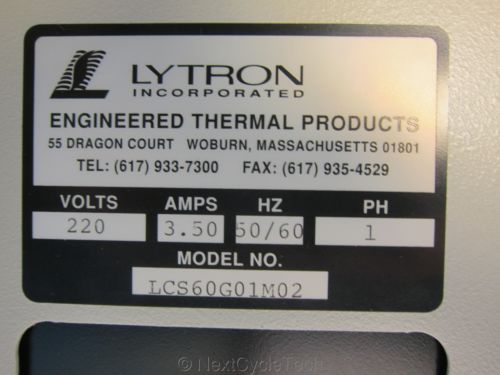 LYTRON
INCORPORATED
ENGINEERED THERMAL PRODUCTS
55 DRAGON COURT WOBURN, MASSACHUSETTS 01801
TEL: (617) 933-7300 FAX: (617) 935-4529
VOLTS AMPS HZ PH
220 3.50 50/60 1
MODEL NO.
LCS60G01M02
© NextCycleTech